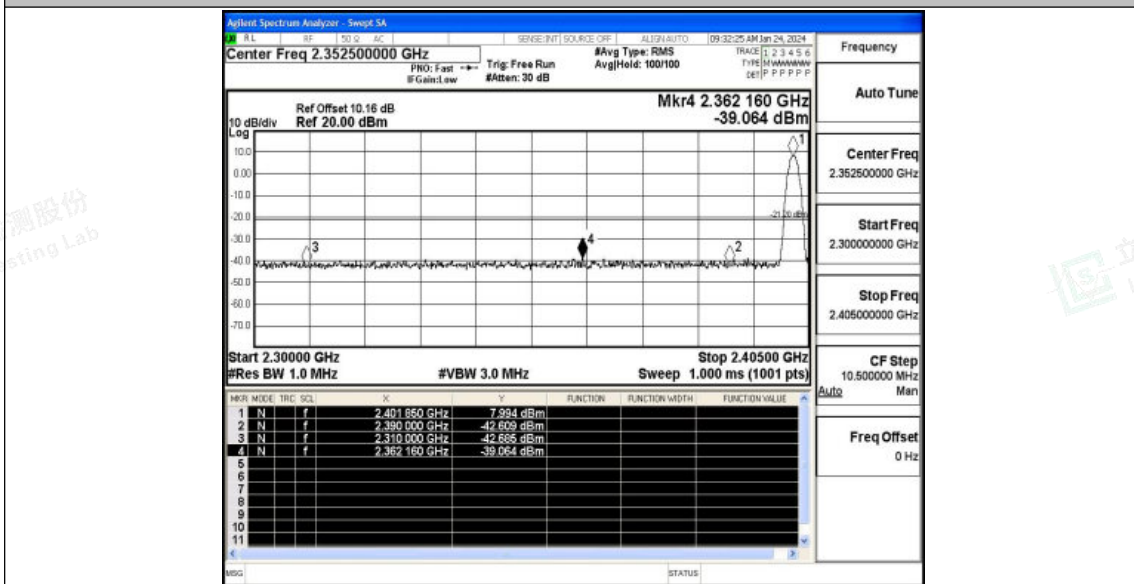 Agilent Spectrum Analyzer - Swept SA
RL RF 50 Ω AC SENSE:INT SOURCE OFF ALIGNAUTO 09:32:25 AM Jan 24, 2024
Center Freq 2.352500000 GHz
PNO: Fast
IFGain:Low
Trig: Free Run
#Atten: 30 dB
#Avg Type: RMS
Avg|Hold: 100/100
TRACE 1 2 3 4 5 6
TYPE M WWWWW
DET P P P P P P
Ref Offset 10.16 dB
10 dB/div Ref 20.00 dBm
Log
Mkr4 2.362 160 GHz
-39.064 dBm
10.0
0.00
-10.0
-20.0
-30.0
-40.0
-50.0
-60.0
-70.0
1
-21.20 dBm
3
4
2
Start 2.30000 GHz Stop 2.40500 GHz
#Res BW 1.0 MHz #VBW 3.0 MHz Sweep 1.000 ms (1001 pts)
MKR MODE TRC SCL X Y FUNCTION FUNCTION WIDTH FUNCTION VALUE
1 N f 2.401 850 GHz 7.994 dBm
2 N f 2.390 000 GHz -42.609 dBm
3 N f 2.310 000 GHz -42.685 dBm
4 N f 2.362 160 GHz -39.064 dBm
5
6
7
8
9
10
11
MSG STATUS
Frequency
Auto Tune
Center Freq
2.352500000 GHz
Start Freq
2.300000000 GHz
Stop Freq
2.405000000 GHz
CF Step
10.500000 MHz
Auto Man
Freq Offset
0 Hz
测股份
sting Lab
立